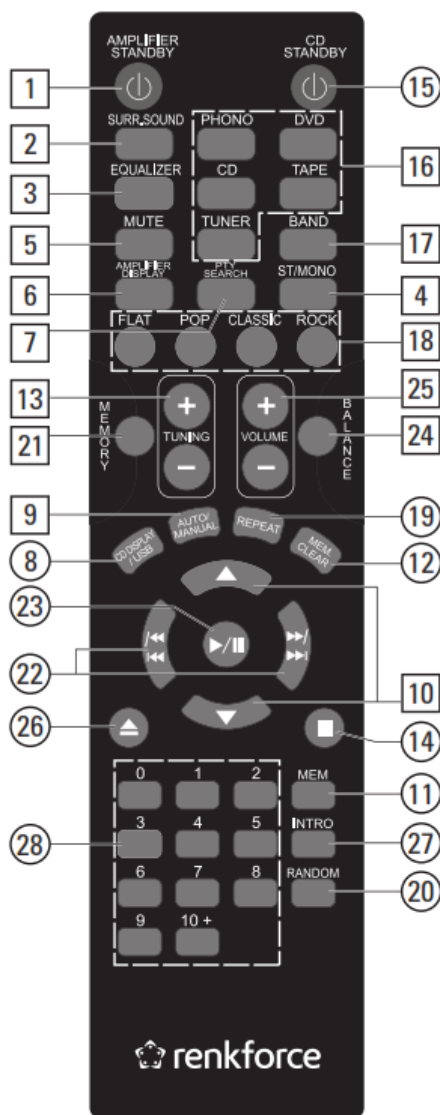 AMPLIFIER STANDBY
CD STANDBY
1
15
SURR.SOUND
PHONO
DVD
2
16
EQUALIZER
CD
TAPE
3
MUTE
TUNER
BAND
5
17
AMPLIFIER DISPLAY
PTY SEARCH
ST/MONO
6
4
FLAT
POP
CLASSIC
ROCK
7
18
13
25
MEMORY
+
TUNING
−
+
VOLUME
−
BALANCE
21
24
9
AUTO/ MANUAL
REPEAT
19
8
CD DISPLAY / USB
MEM. CLEAR
12
23
22
10
26
14
0
1
2
MEM
11
3
4
5
INTRO
28
27
6
7
8
RANDOM
20
9
10 +
renkforce